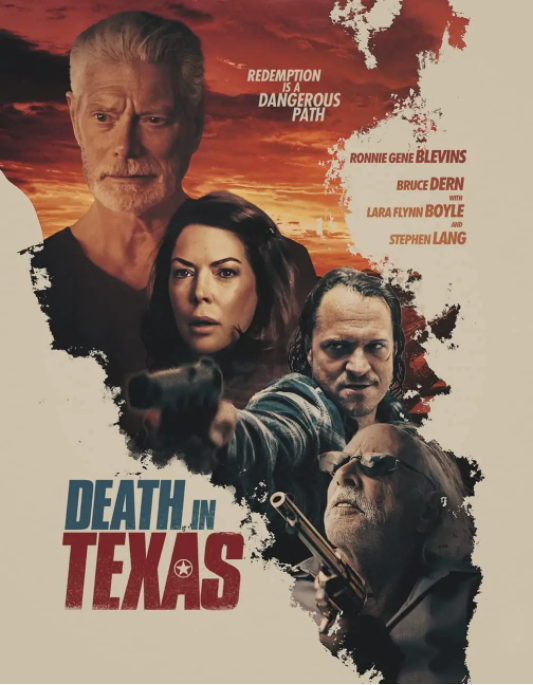 REDEMPTION
IS A
DANGEROUS
PATH
RONNIE GENE BLEVINS
BRUCE DERN
WITH
LARA FLYNN BOYLE
AND
STEPHEN LANG
DEATH IN
TEXAS